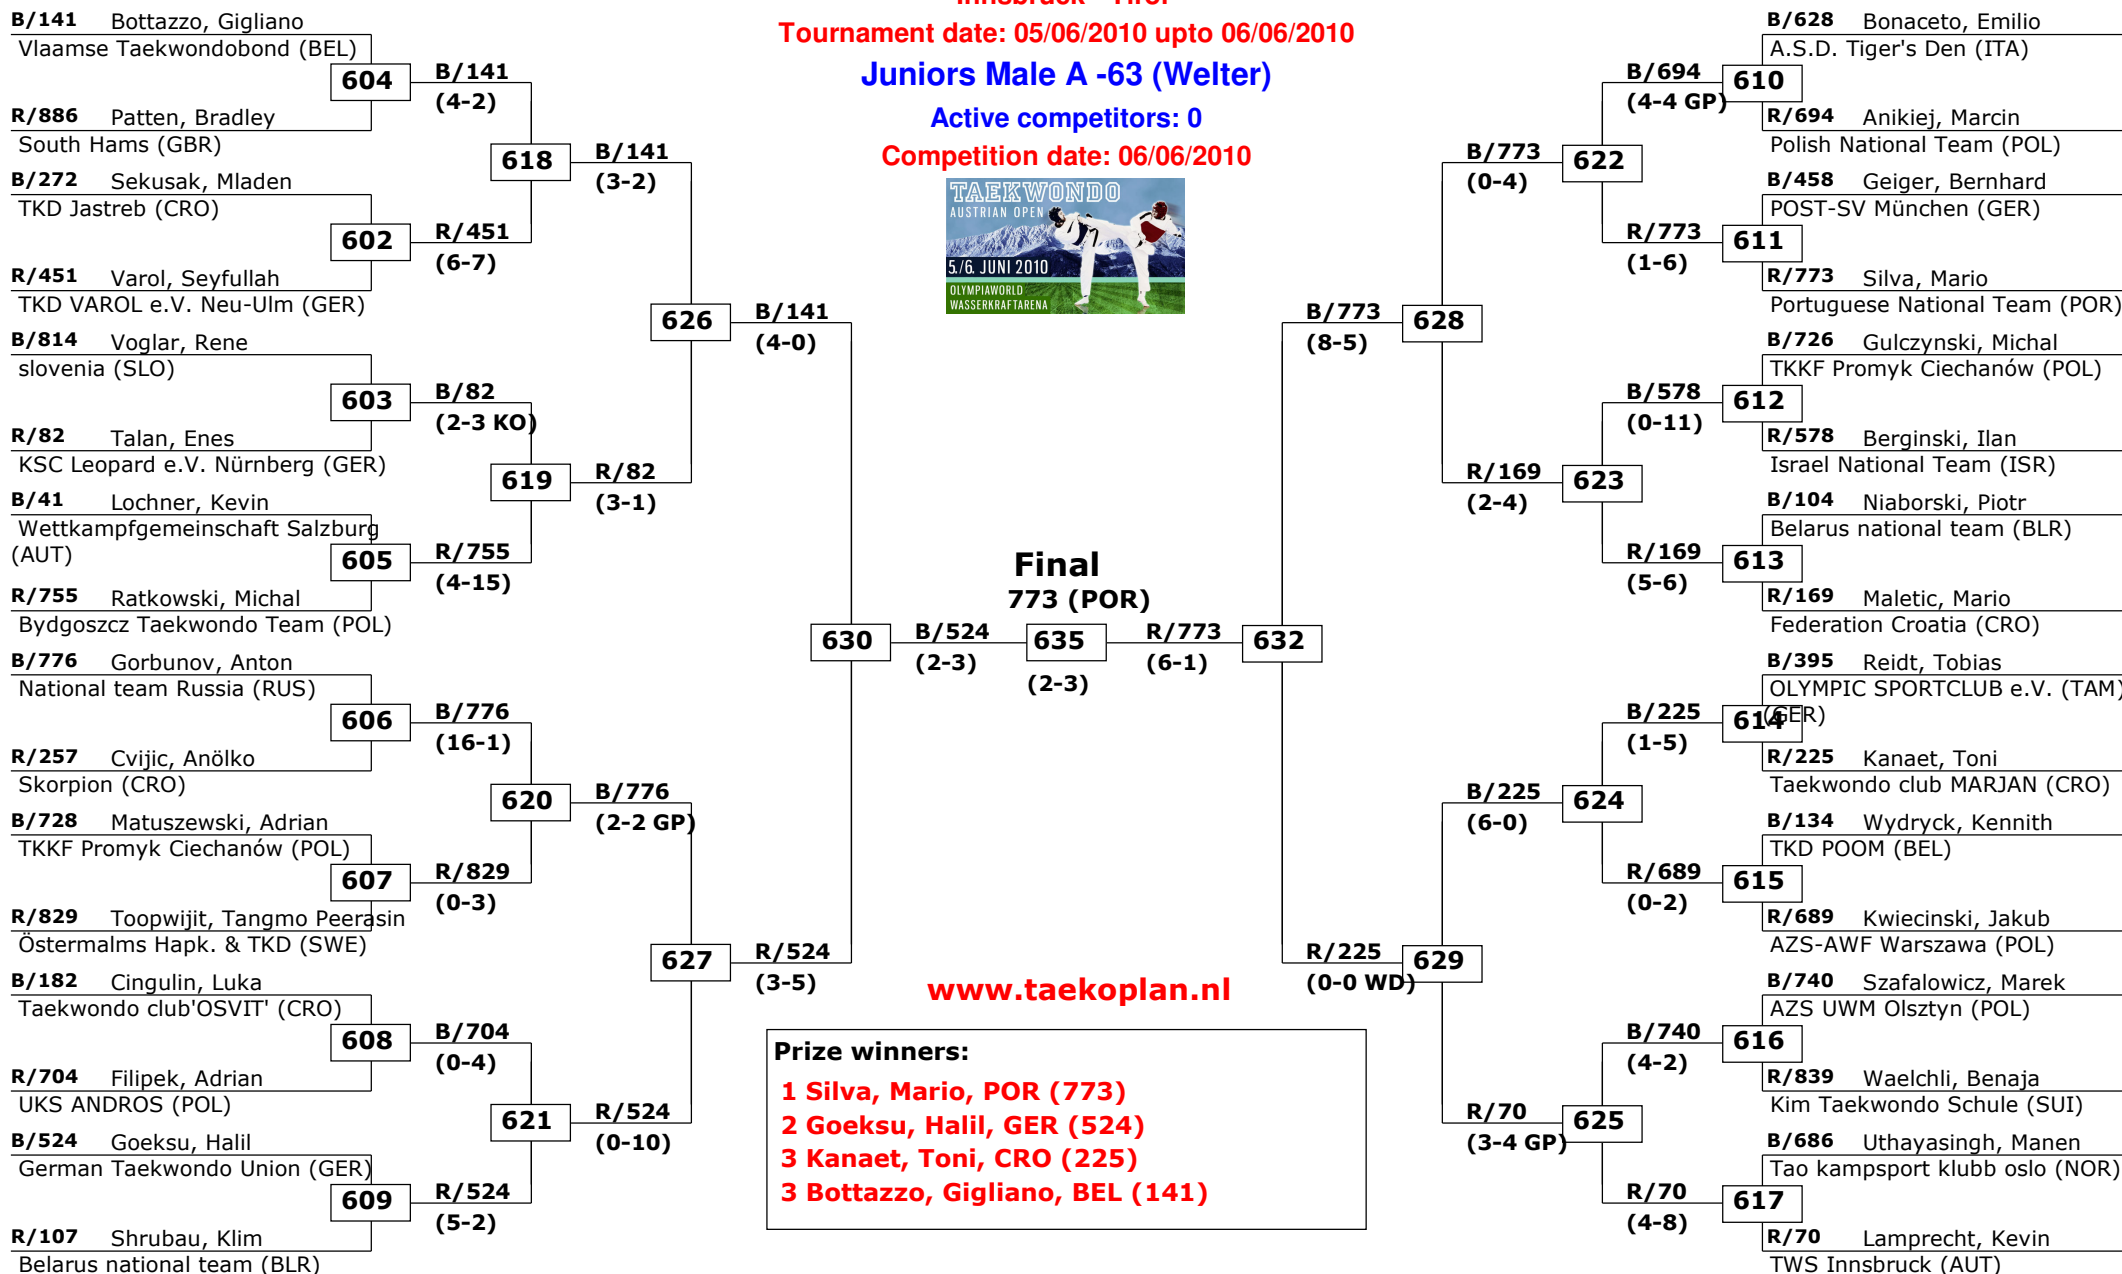 Innsbruck - Tirol
Tournament date: 05/06/2010 upto 06/06/2010
Juniors Male A -63 (Welter)
Active competitors: 0
Competition date: 06/06/2010
TAEKWONDO
AUSTRIAN OPEN
5./6. JUNI 2010
OLYMPIAWORLD
WASSERKRAFTARENA
B/141 Bottazzo, Gigliano
Vlaamse Taekwondobond (BEL)
604
R/886 Patten, Bradley
South Hams (GBR)
B/272 Sekusak, Mladen
TKD Jastreb (CRO)
602
R/451 Varol, Seyfullah
TKD VAROL e.V. Neu-Ulm (GER)
B/814 Voglar, Rene
slovenia (SLO)
603
R/82 Talan, Enes
KSC Leopard e.V. Nürnberg (GER)
B/41 Lochner, Kevin
Wettkampfgemeinschaft Salzburg
(AUT)
605
R/755 Ratkowski, Michal
Bydgoszcz Taekwondo Team (POL)
B/776 Gorbunov, Anton
National team Russia (RUS)
606
R/257 Cvijic, Anölko
Skorpion (CRO)
B/728 Matuszewski, Adrian
TKKF Promyk Ciechanów (POL)
607
R/829 Toopwijit, Tangmo Peerasin
Östermalms Hapk. & TKD (SWE)
B/182 Cingulin, Luka
Taekwondo club'OSVIT' (CRO)
608
R/704 Filipek, Adrian
UKS ANDROS (POL)
B/524 Goeksu, Halil
German Taekwondo Union (GER)
609
R/107 Shrubau, Klim
Belarus national team (BLR)
B/141
(4-2)
618
R/451
(6-7)
B/82
(2-3 KO)
619
R/755
(4-15)
B/776
(16-1)
620
R/829
(0-3)
B/704
(0-4)
621
R/524
(5-2)
B/141
(3-2)
626
R/82
(3-1)
B/776
(2-2 GP)
627
R/524
(0-10)
B/141
(4-0)
630
R/524
(3-5)
B/524
(2-3)
Final
773 (POR)
635
(2-3)
R/773
(6-1)
632
B/773
(8-5)
628
R/225
(0-0 WD)
629
B/773
(0-4)
622
R/169
(2-4)
623
B/225
(6-0)
624
R/70
(3-4 GP)
625
B/694
(4-4 GP)
610
R/773
(1-6)
611
B/578
(0-11)
612
R/169
(5-6)
613
B/225
(1-5)
614
R/689
(0-2)
615
B/740
(4-2)
616
R/70
(4-8)
617
B/628 Bonaceto, Emilio
A.S.D. Tiger's Den (ITA)
R/694 Anikiej, Marcin
Polish National Team (POL)
B/458 Geiger, Bernhard
POST-SV München (GER)
R/773 Silva, Mario
Portuguese National Team (POR)
B/726 Gulczynski, Michal
TKKF Promyk Ciechanów (POL)
R/578 Berginski, Ilan
Israel National Team (ISR)
B/104 Niaborski, Piotr
Belarus national team (BLR)
R/169 Maletic, Mario
Federation Croatia (CRO)
B/395 Reidt, Tobias
OLYMPIC SPORTCLUB e.V. (TAM)
(GER)
R/225 Kanaet, Toni
Taekwondo club MARJAN (CRO)
B/134 Wydryck, Kennith
TKD POOM (BEL)
R/689 Kwiecinski, Jakub
AZS-AWF Warszawa (POL)
B/740 Szafalowicz, Marek
AZS UWM Olsztyn (POL)
R/839 Waelchli, Benaja
Kim Taekwondo Schule (SUI)
B/686 Uthayasingh, Manen
Tao kampsport klubb oslo (NOR)
R/70 Lamprecht, Kevin
TWS Innsbruck (AUT)
www.taekoplan.nl
Prize winners:
1 Silva, Mario, POR (773)
2 Goeksu, Halil, GER (524)
3 Kanaet, Toni, CRO (225)
3 Bottazzo, Gigliano, BEL (141)